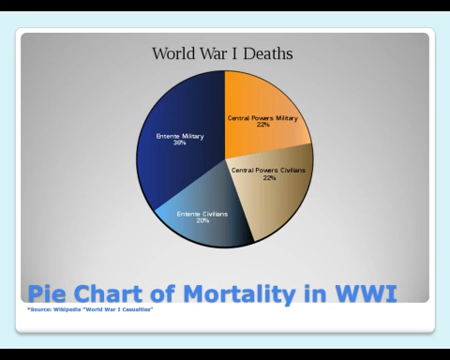 World War I Deaths
Central Powers Military
22%
Entente Military
36%
Central Powers Civilians
22%
Entente Civilians
20%
Pie Chart of Mortality in WWI
*Source: Wikipedia "World War I Casualties"